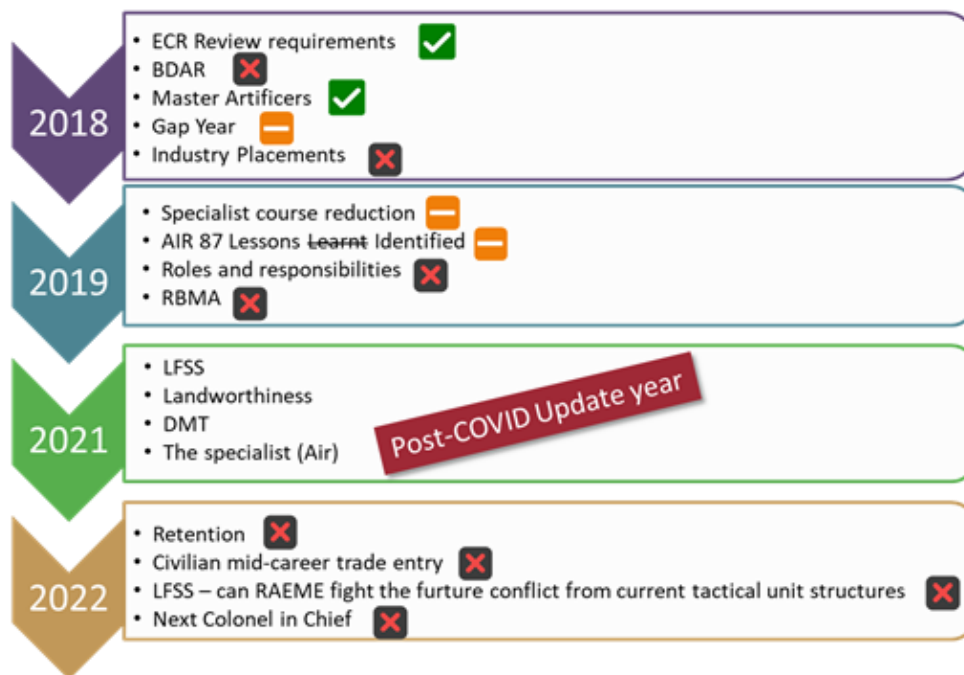 2018
• ECR Review requirements ✅
• BDAR ❌
• Master Artificers ✅
• Gap Year ➖
• Industry Placements ❌
2019
• Specialist course reduction ➖
• AIR 87 Lessons ~~Learnt~~ Identified ➖
• Roles and responsibilities ❌
• RBMA ❌
2021
• LFSS
• Landworthiness
• DMT
• The specialist (Air)
Post-COVID Update year
2022
• Retention ❌
• Civilian mid-career trade entry ❌
• LFSS – can RAEME fight the furture conflict from current tactical unit structures ❌
• Next Colonel in Chief ❌